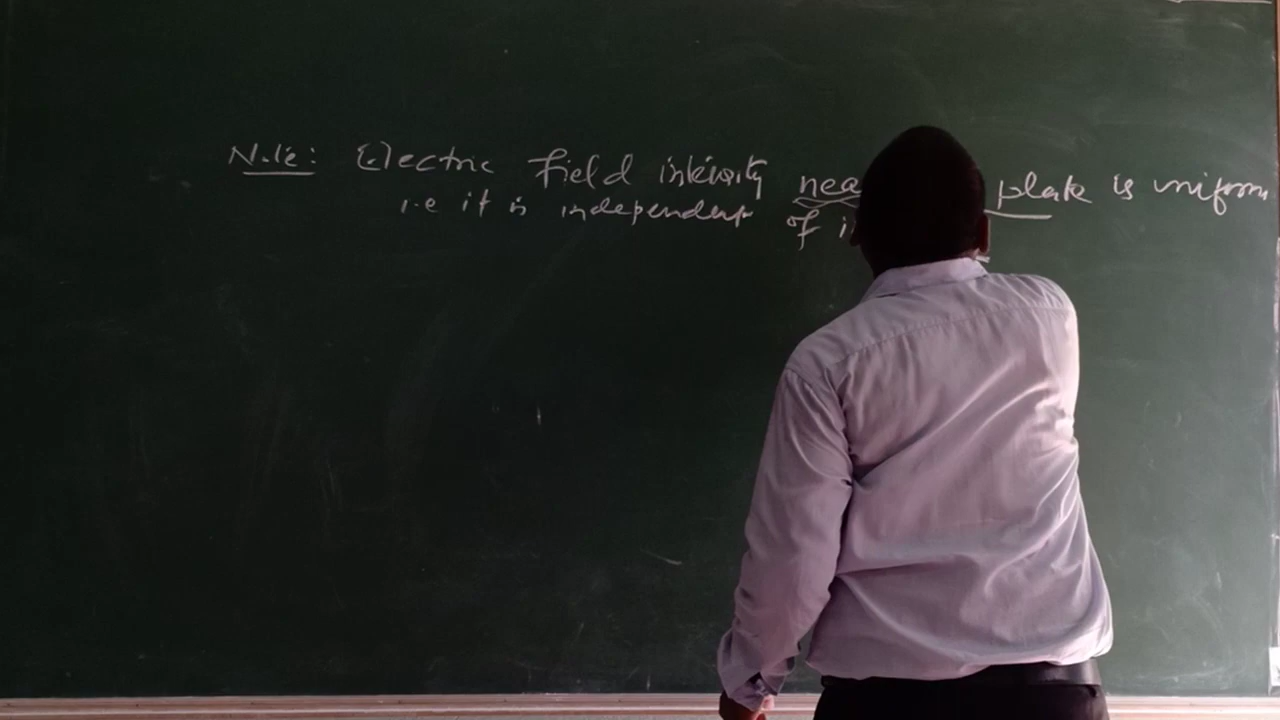 Note: Electric field intensity nea plate is uniform
i.e it is independent of i